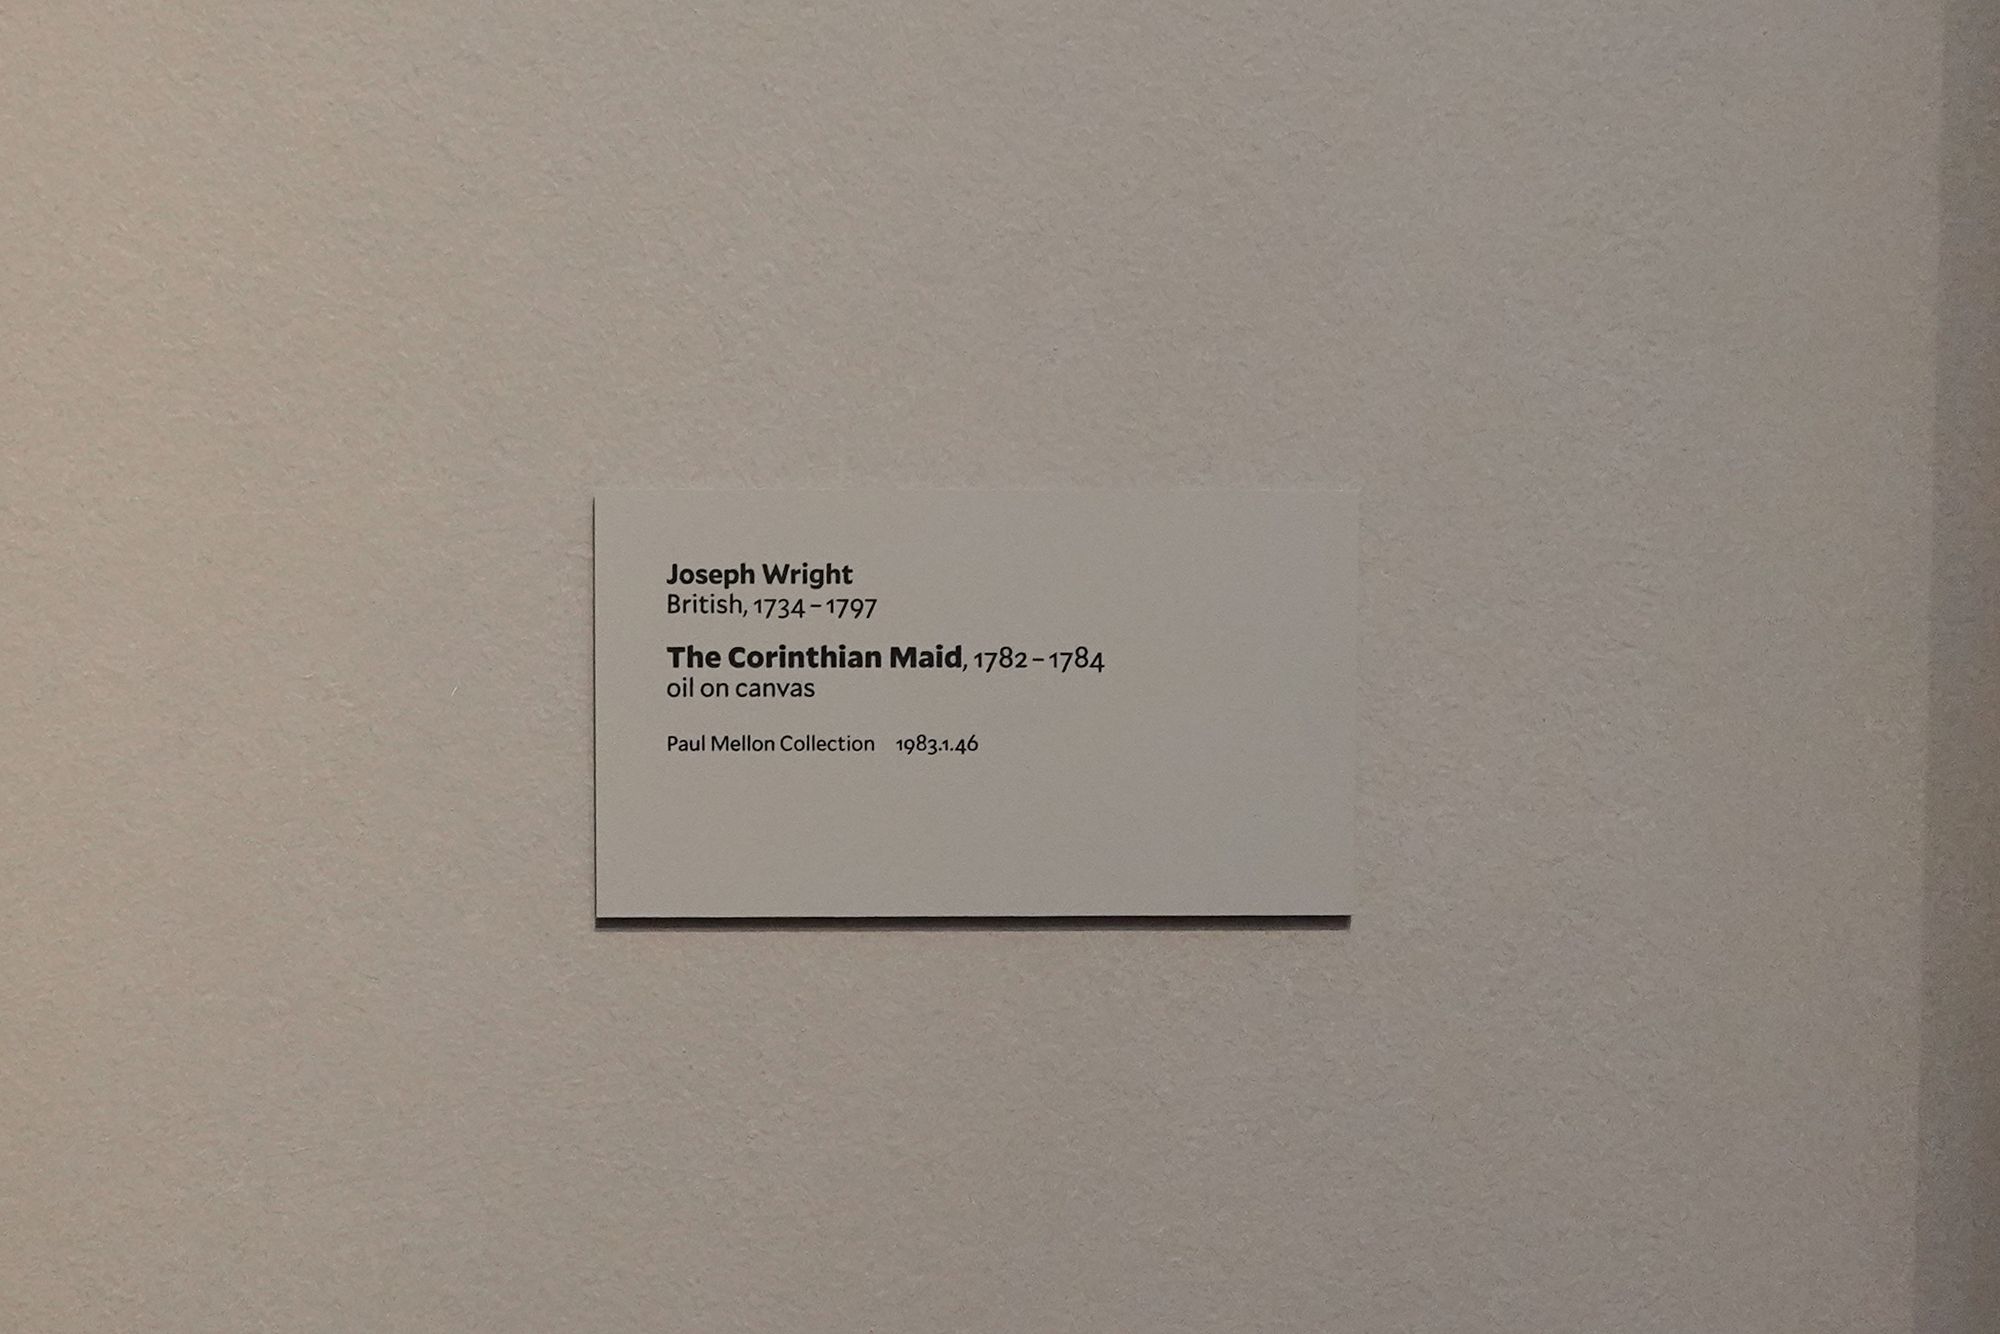 Joseph Wright
British, 1734 – 1797
The Corinthian Maid, 1782 – 1784
oil on canvas
Paul Mellon Collection 1983.1.46